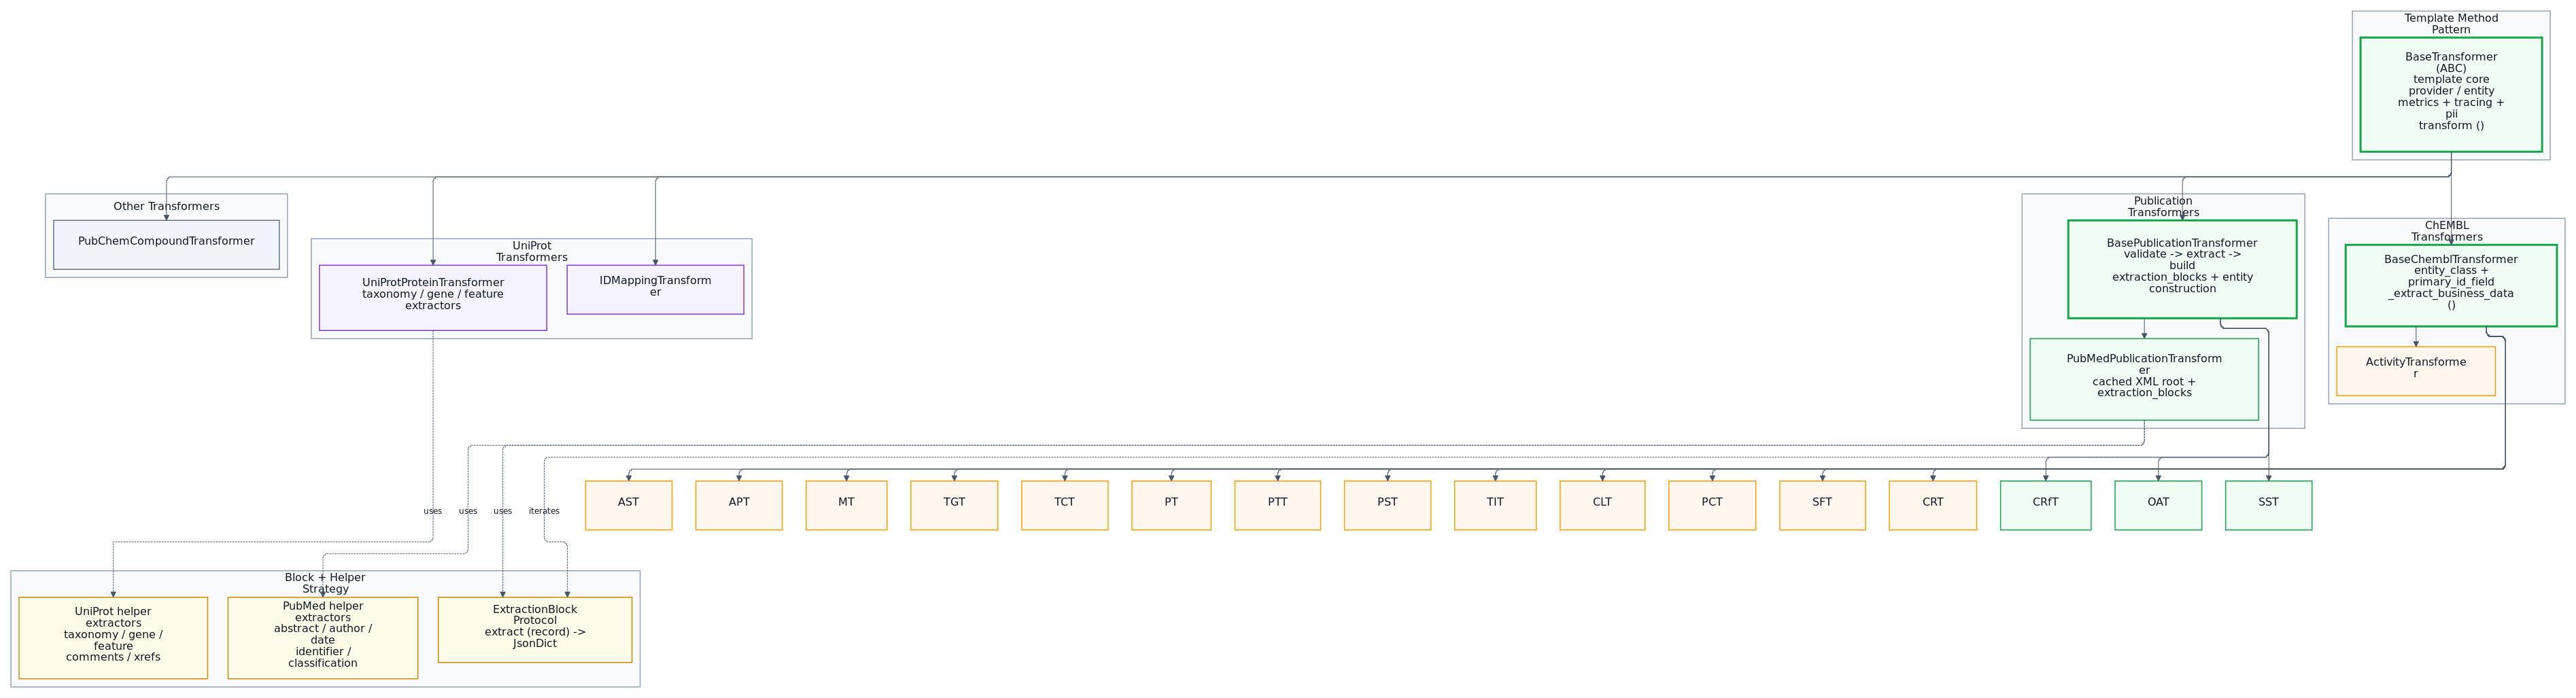 Template Method
Pattern
BaseTransformer
(ABC)
template core
provider / entity
metrics + tracing +
pii
transform ()
Other Transformers
PubChemCompoundTransformer
UniProt
Transformers
UniProtProteinTransformer
taxonomy / gene / feature
extractors
IDMappingTransform
er
Publication
Transformers
BasePublicationTransformer
validate -> extract ->
build
extraction_blocks + entity
construction
PubMedPublicationTransform
er
cached XML root +
extraction_blocks
ChEMBL
Transformers
BaseChemblTransformer
entity_class +
primary_id_field
_extract_business_data
()
ActivityTransforme
r
AST
APT
MT
TGT
TCT
PT
PTT
PST
TIT
CLT
PCT
SFT
CRT
CRfT
OAT
SST
uses
uses
uses
iterates
Block + Helper
Strategy
UniProt helper
extractors
taxonomy / gene /
feature
comments / xrefs
PubMed helper
extractors
abstract / author /
date
identifier /
classification
ExtractionBlock
Protocol
extract (record) ->
JsonDict